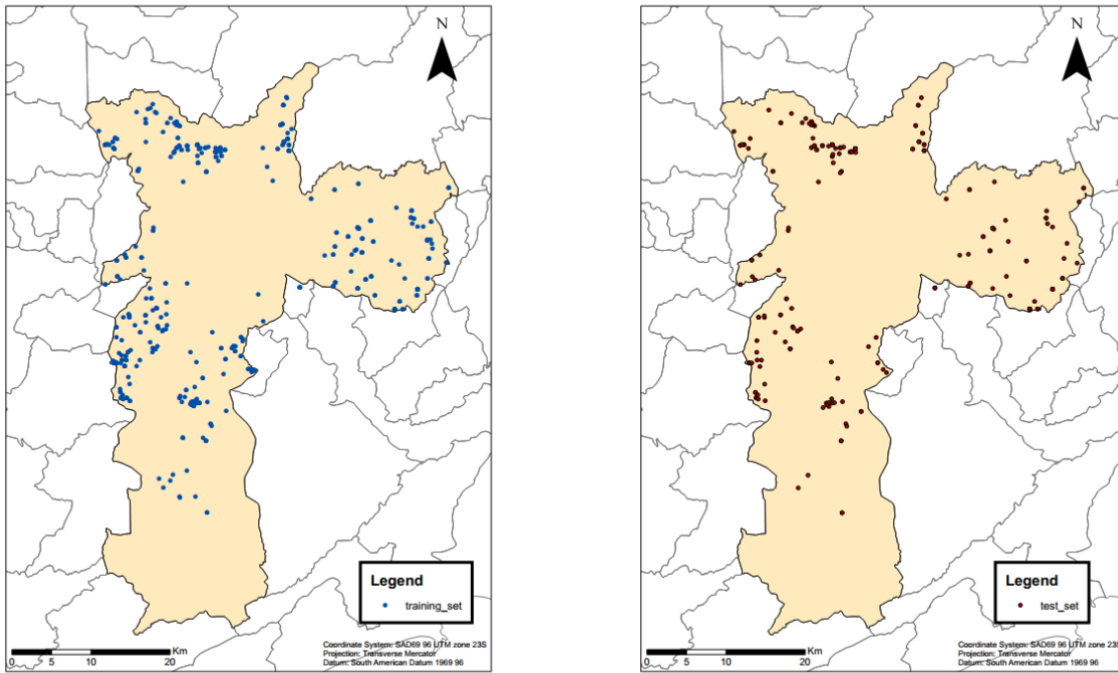 N
Legend
training_set
Km
0 5 10 20
Coordinate System: SAD69 96 UTM zone 23S
Projection: Transverse Mercator
Datum: South American Datum 1969 96
N
Legend
test_set
Km
0 5 10 20
Coordinate System: SAD69 96 UTM zone 23S
Projection: Transverse Mercator
Datum: South American Datum 1969 96